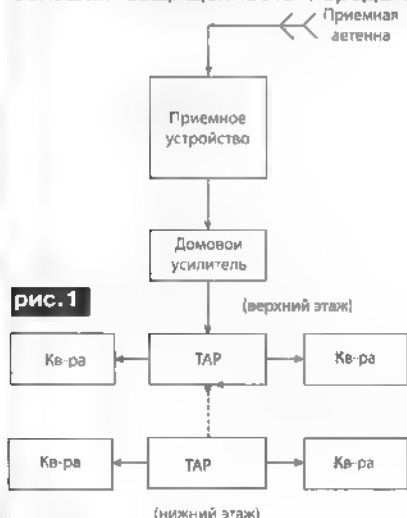 Приемная
аетенна
Приемное
устройство
Домовой
усилитель
рис.1
(верхний этаж)
Кв-ра
ТАР
Кв-ра
Кв-ра
ТАР
Кв-ра
(нижний этаж)